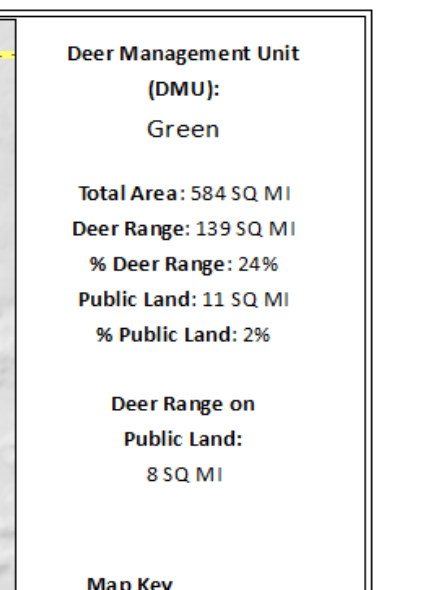 Deer Management Unit
(DMU):
Green
Total Area: 584 SQ MI
Deer Range: 139 SQ MI
% Deer Range: 24%
Public Land: 11 SQ MI
% Public Land: 2%
Deer Range on
Public Land:
8 SQ MI
Map Key